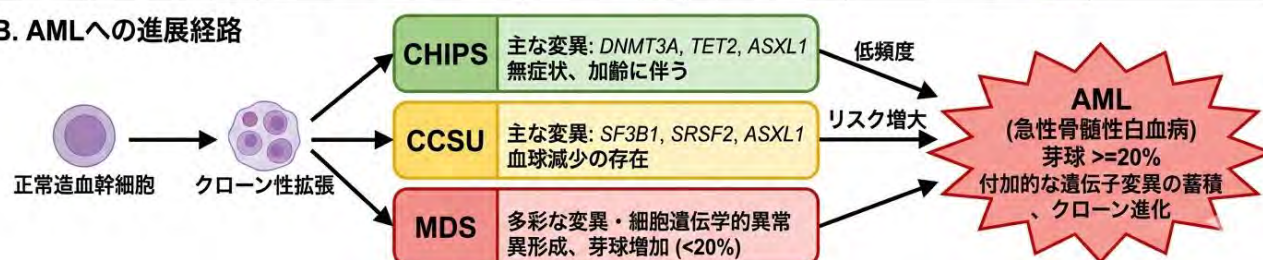 B. AMLへの進展経路
正常造血幹細胞
クローン性拡張
CHIPS
主な変異: DNMT3A, TET2, ASXL1
無症状、加齢に伴う
CCSU
主な変異: SF3B1, SRSF2, ASXL1
血球減少の存在
MDS
多彩な変異・細胞遺伝学的異常
異形成、芽球増加 (<20%)
低頻度
リスク増大
AML
(急性骨髄性白血病)
芽球 >=20%
付加的な遺伝子変異の蓄積
、クローン進化